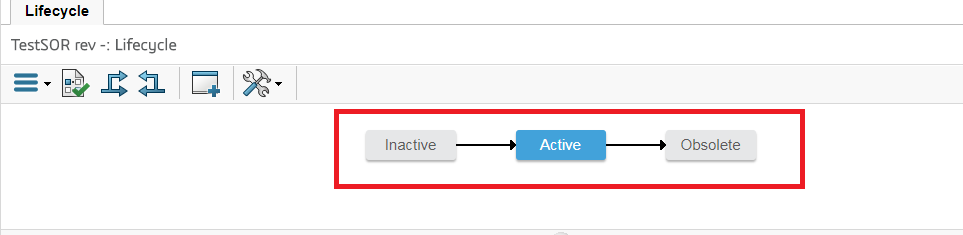 Lifecycle
TestSOR rev -: Lifecycle
Inactive
Active
Obsolete